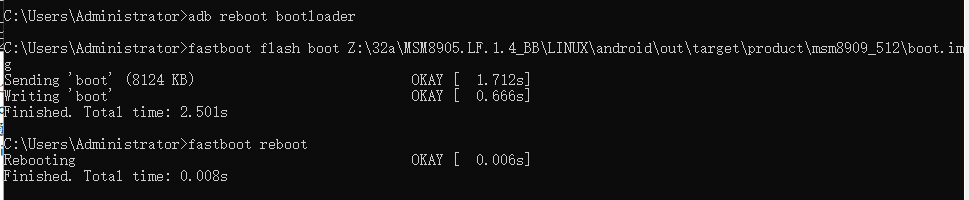 C:\Users\Administrator>adb reboot bootloader
C:\Users\Administrator>fastboot flash boot Z:\32a\MSM8905.LF.1.4_BB\LINUX\android\out\target\product\msm8909_512\boot.im
g
Sending 'boot' (8124 KB)                           OKAY [  1.712s]
Writing 'boot'                                     OKAY [  0.666s]
Finished. Total time: 2.501s
C:\Users\Administrator>fastboot reboot
Rebooting                                          OKAY [  0.006s]
Finished. Total time: 0.008s